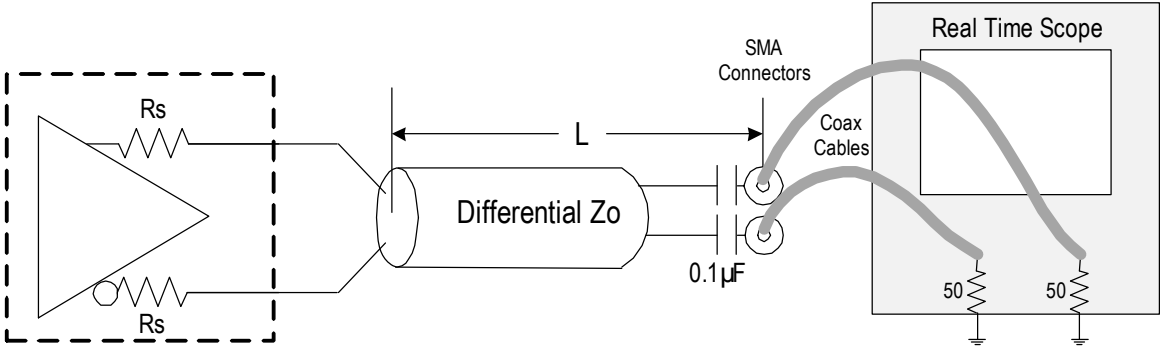 Real Time Scope
SMA
Connectors
Rs
L
Coax
Cables
Differential Zo
0.1µF
50
50
Rs